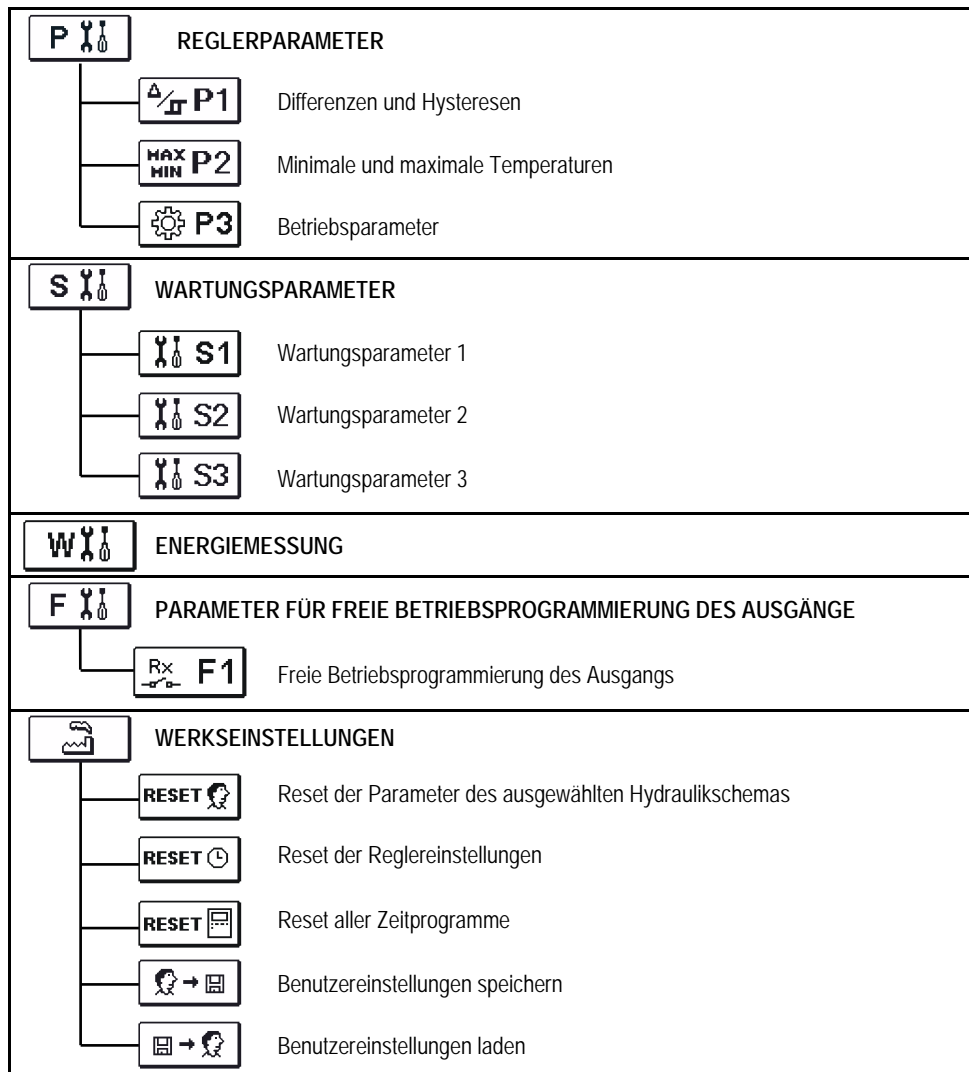 P REGLERPARAMETER
P1 Differenzen und Hysteresen
MAX MIN P2 Minimale und maximale Temperaturen
P3 Betriebsparameter
S WARTUNGSPARAMETER
S1 Wartungsparameter 1
S2 Wartungsparameter 2
S3 Wartungsparameter 3
W ENERGIEMESSUNG
F PARAMETER FÜR FREIE BETRIEBSPROGRAMMIERUNG DES AUSGÄNGE
Rx F1 Freie Betriebsprogrammierung des Ausgangs
WERKSEINSTELLUNGEN
RESET Reset der Parameter des ausgewählten Hydraulikschemas
RESET Reset der Reglereinstellungen
RESET Reset aller Zeitprogramme
Benutzereinstellungen speichern
Benutzereinstellungen laden